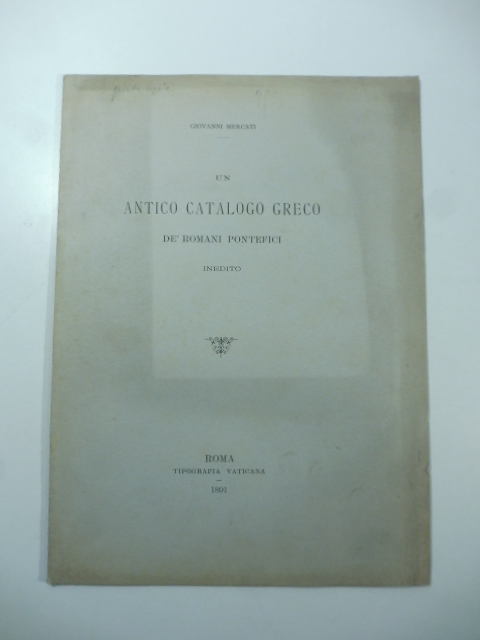 GIOVANNI MERCATI
UN
ANTICO CATALOGO GRECO
DE' ROMANI PONTEFICI
INEDITO
ROMA
TIPOGRAFIA VATICANA
1891